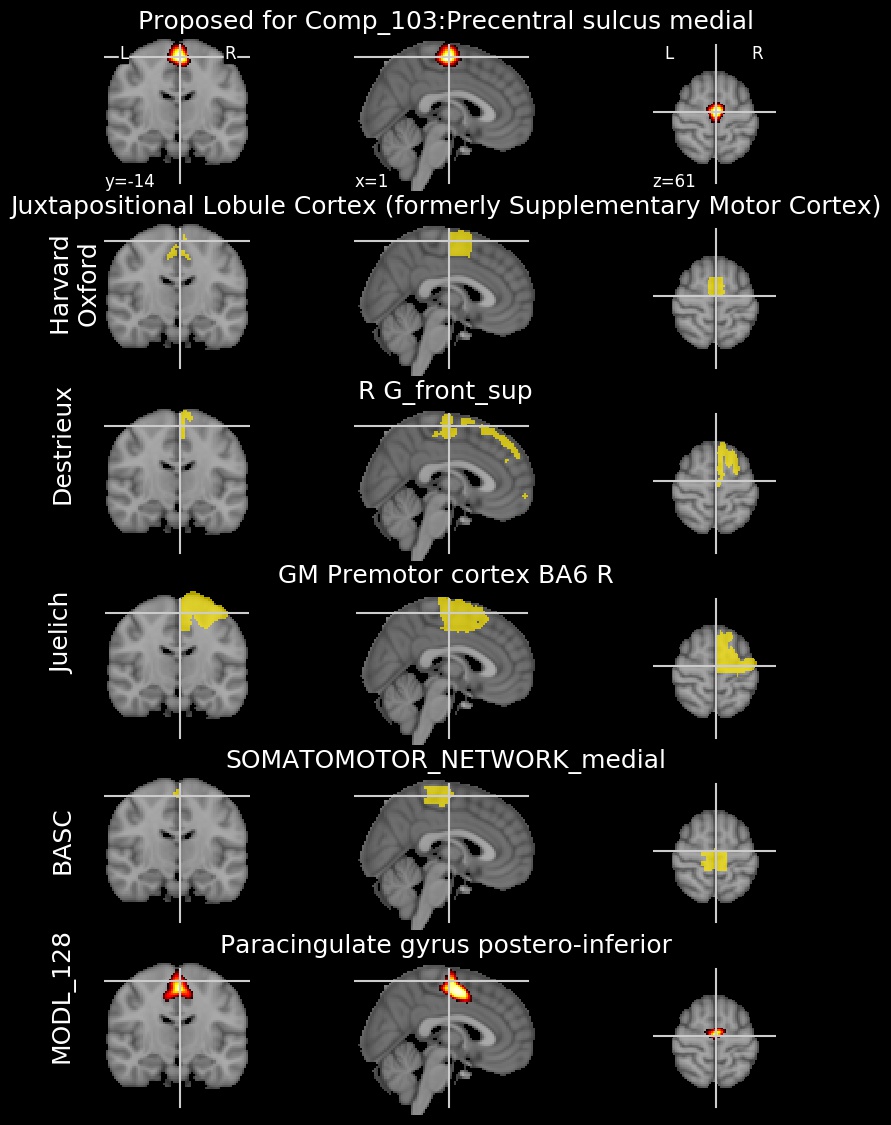 Proposed for Comp_103:Precentral sulcus medial
L R
L R
y=-14 x=1 z=61
Juxtapositional Lobule Cortex (formerly Supplementary Motor Cortex)
Harvard
Oxford
R G_front_sup
Destrieux
GM Premotor cortex BA6 R
Juelich
SOMATOMOTOR_NETWORK_medial
BASC
Paracingulate gyrus postero-inferior
MODL_128